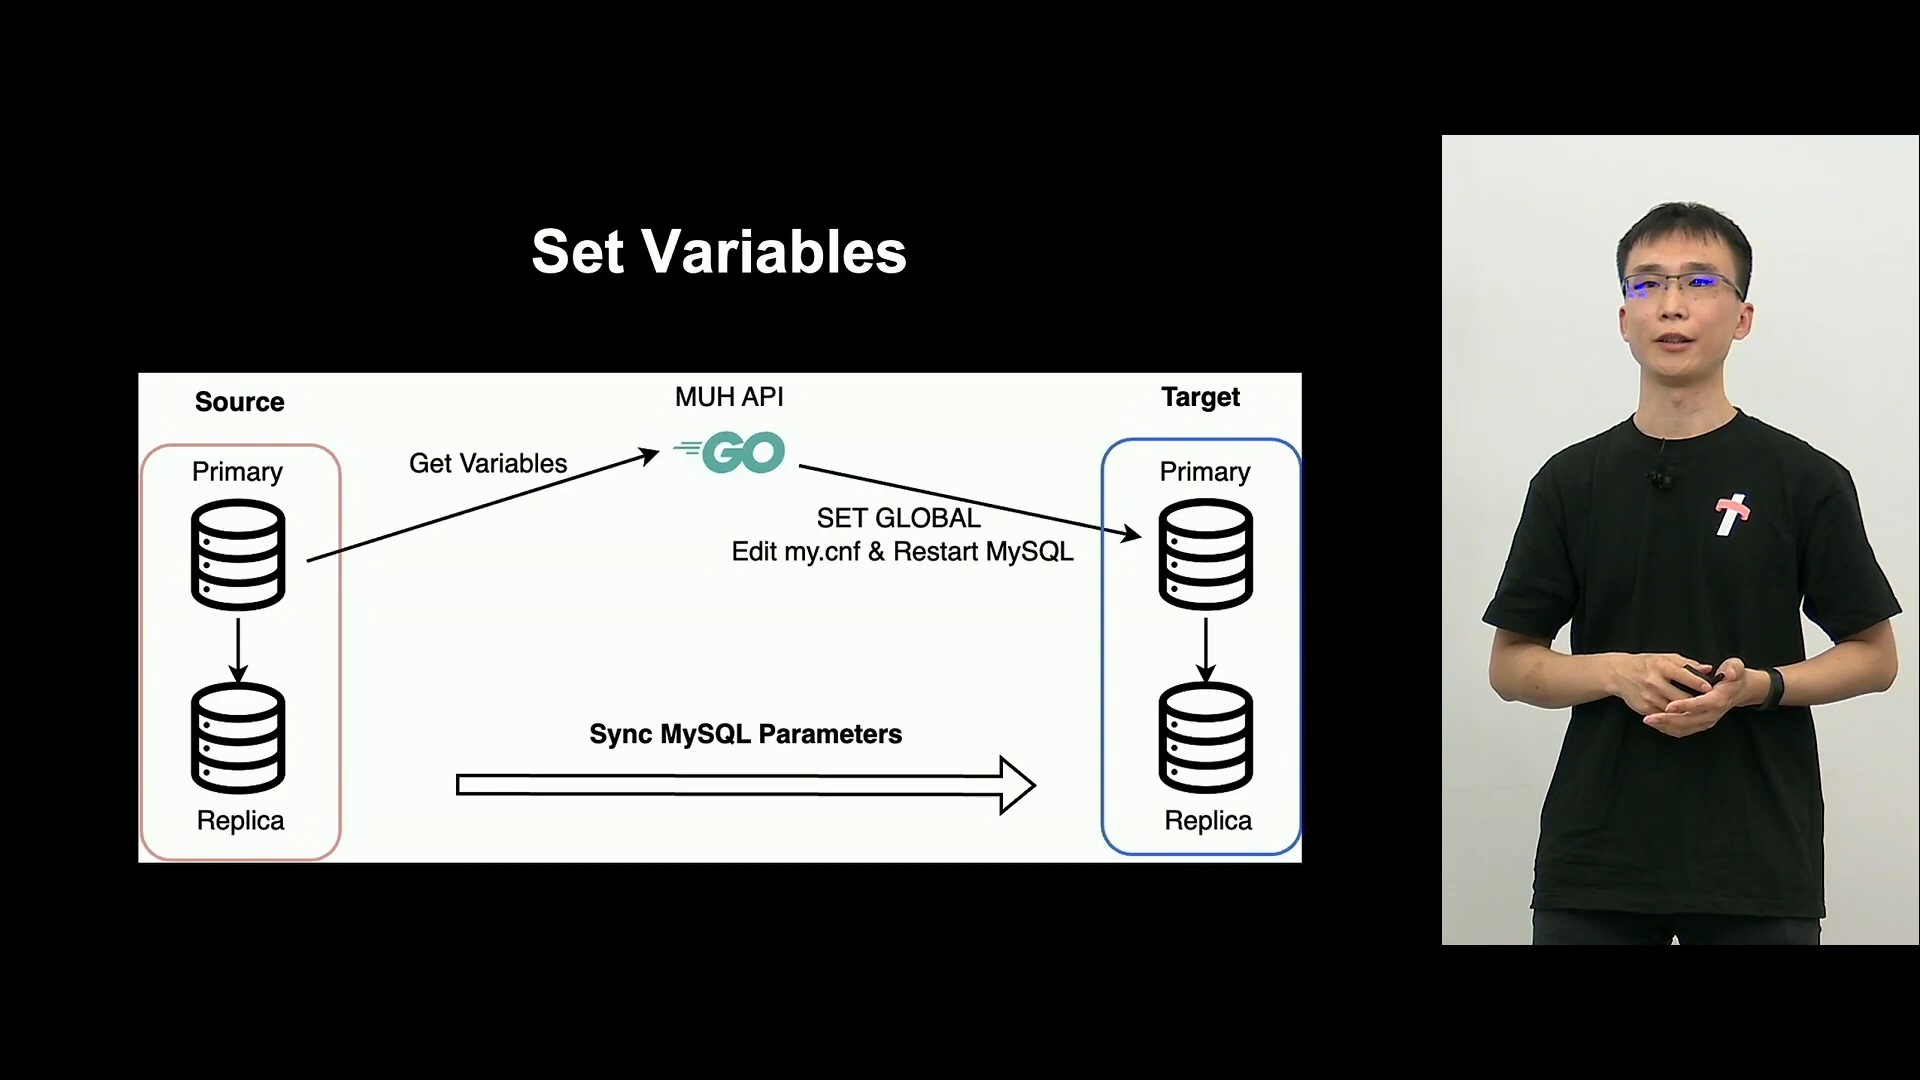 Set Variables
Source
MUH API
Target
Primary
Get Variables
GO
Primary
SET GLOBAL
Edit my.cnf & Restart MySQL
Sync MySQL Parameters
Replica
Replica